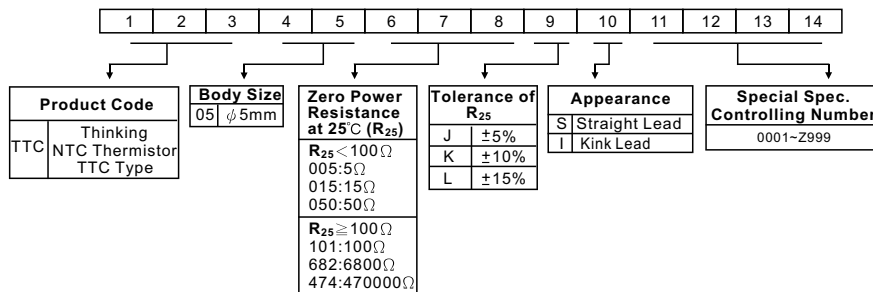 1 2 3 4 5 6 7 8 9 10 11 12 13 14
Product Code
TTC Thinking
NTC Thermistor
TTC Type
Body Size
05 ϕ5mm
Zero Power
Resistance
at 25℃ (R₂₅)
R₂₅<100Ω
005:5Ω
015:15Ω
050:50Ω
R₂₅≧100Ω
101:100Ω
682:6800Ω
474:470000Ω
Tolerance of
R₂₅
J ±5%
K ±10%
L ±15%
Appearance
S Straight Lead
I Kink Lead
Special Spec.
Controlling Number
0001~Z999